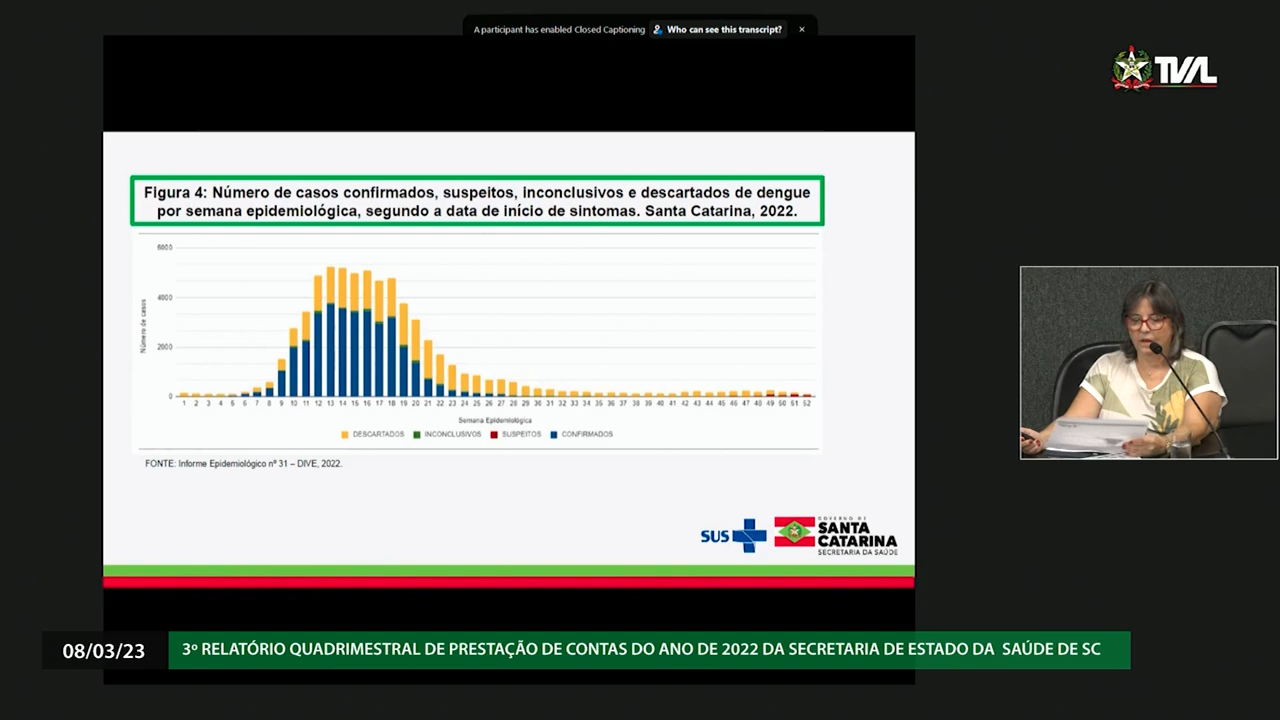 A participant has enabled Closed Captioning Who can see this transcript? ×
TVAL
Figura 4: Número de casos confirmados, suspeitos, inconclusivos e descartados de dengue
por semana epidemiológica, segundo a data de início de sintomas. Santa Catarina, 2022.
6000
4000
2000
0
Número de casos
1 2 3 4 5 6 7 8 9 10 11 12 13 14 15 16 17 18 19 20 21 22 23 24 25 26 27 28 29 30 31 32 33 34 35 36 37 38 39 40 41 42 43 44 45 46 47 48 49 50 51 52
Semana Epidemiológica
DESCARTADOS INCONCLUSIVOS SUSPEITOS CONFIRMADOS
FONTE: Informe Epidemiológico nº 31 – DIVE, 2022.
SUS
GOVERNO DE
SANTA
CATARINA
SECRETARIA DA SAÚDE
08/03/23
3º RELATÓRIO QUADRIMESTRAL DE PRESTAÇÃO DE CONTAS DO ANO DE 2022 DA SECRETARIA DE ESTADO DA SAÚDE DE SC